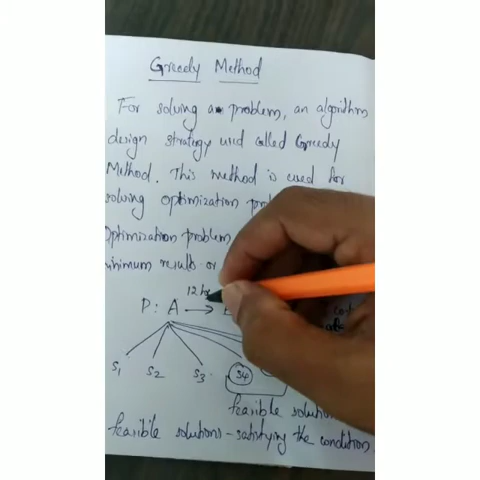 Greedy Method
For solving a problem, an algorithm
design strategy used called Greedy
Method. This method is used for
solving optimization
Optimization problem
minimum results or
12 hr
P: A →
S1 S2 S3 S4
feasible
feasible solutions - satisfying the condition